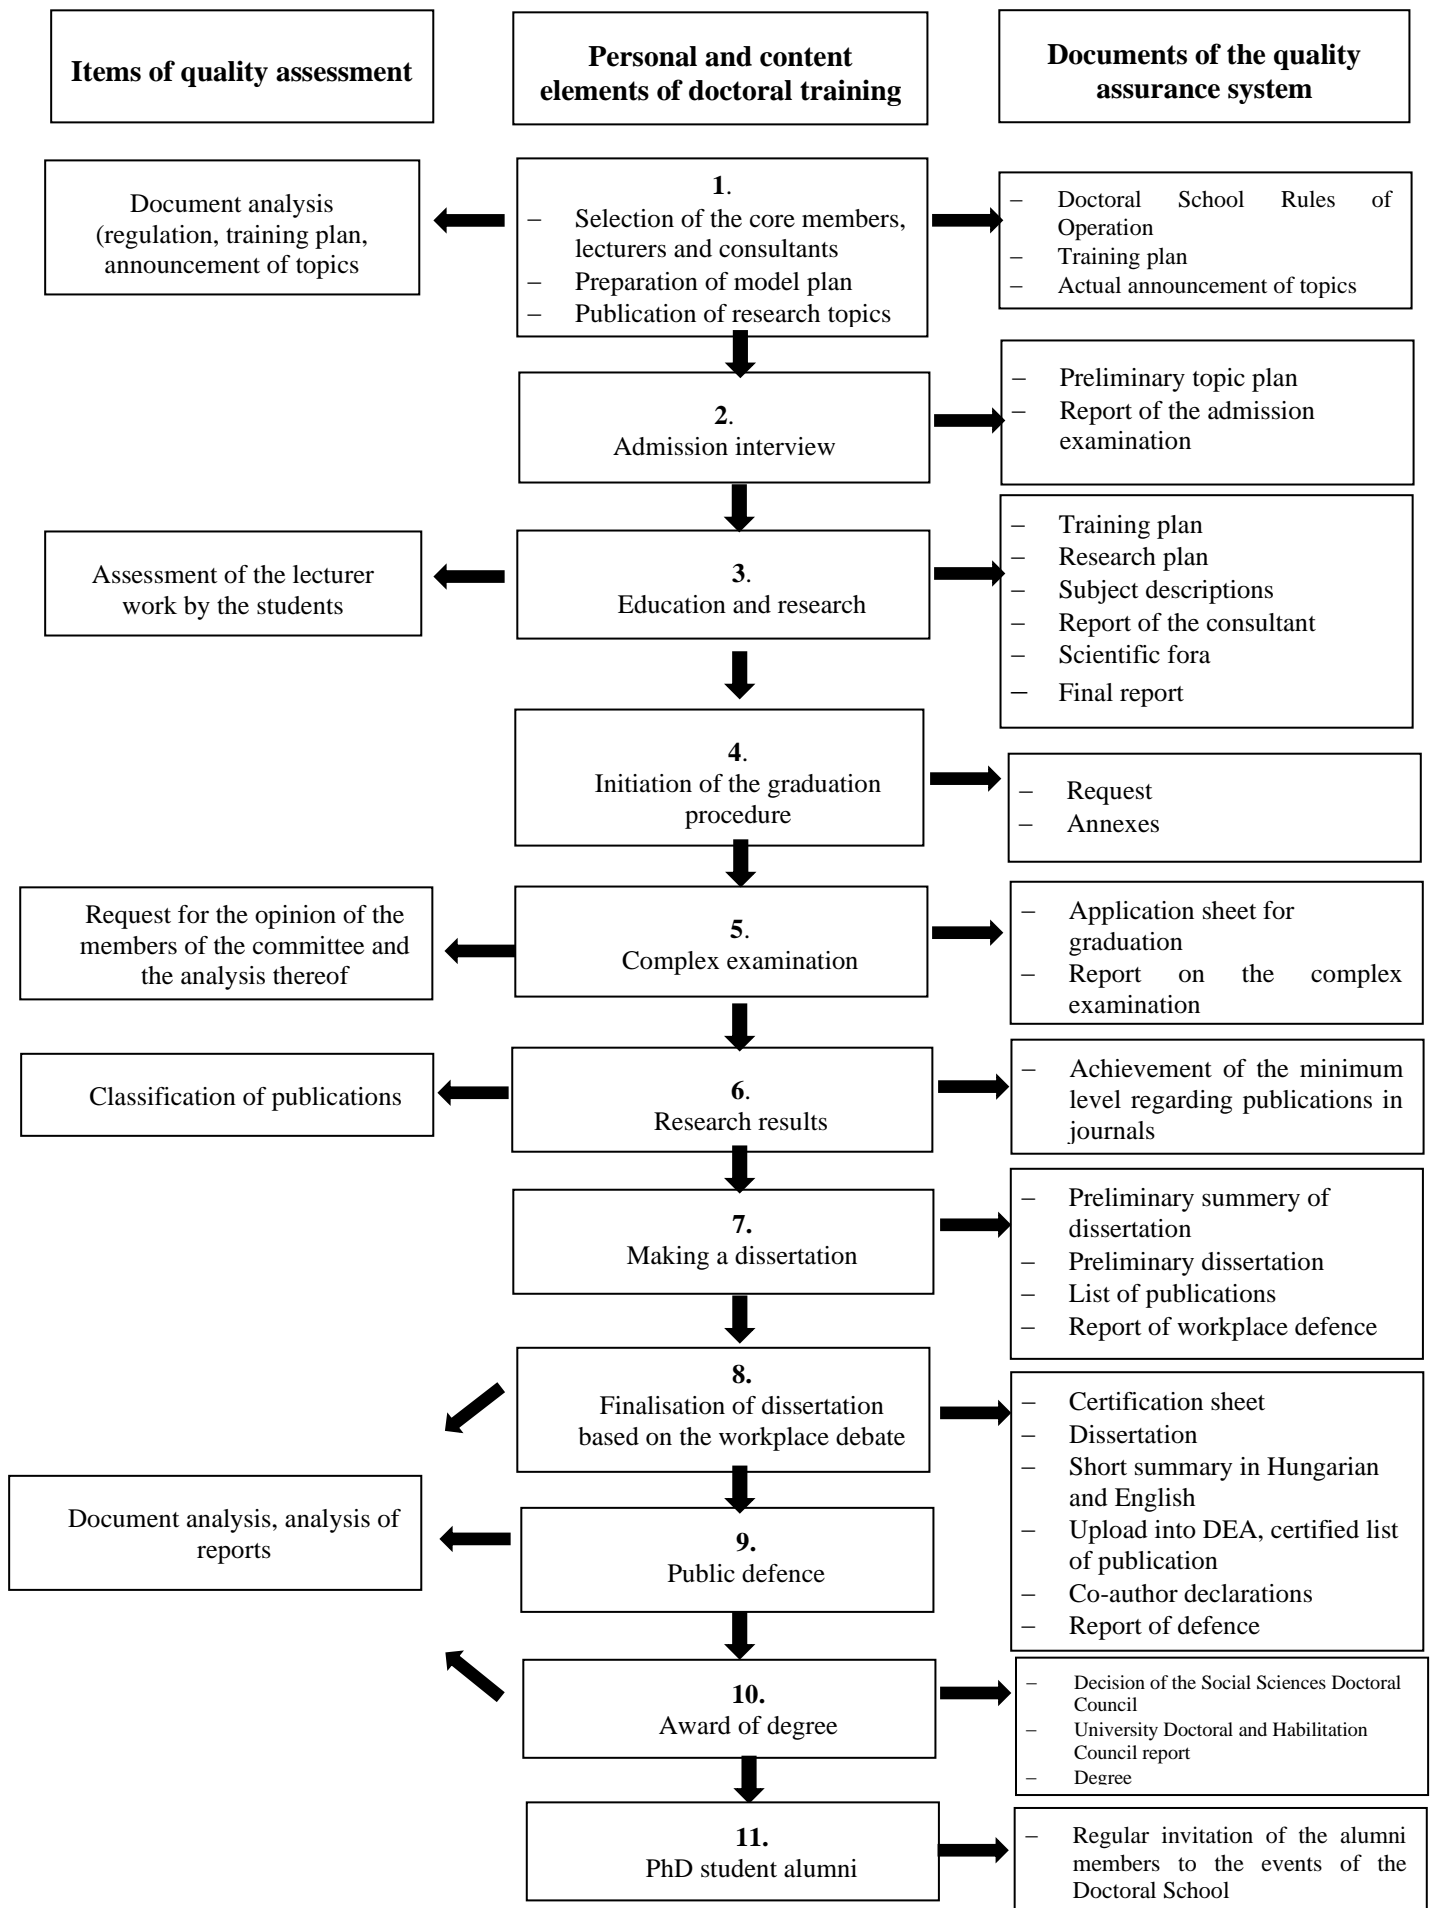 Items of quality assessment
Personal and content
elements of doctoral training
Documents of the quality
assurance system
Document analysis
(regulation, training plan,
announcement of topics
1.
– Selection of the core members,
lecturers and consultants
– Preparation of model plan
– Publication of research topics
– Doctoral School Rules of
Operation
– Training plan
– Actual announcement of topics
2.
Admission interview
– Preliminary topic plan
– Report of the admission
examination
Assessment of the lecturer
work by the students
3.
Education and research
– Training plan
– Research plan
– Subject descriptions
– Report of the consultant
– Scientific fora
– Final report
4.
Initiation of the graduation
procedure
– Request
– Annexes
Request for the opinion of the
members of the committee and
the analysis thereof
5.
Complex examination
– Application sheet for
graduation
– Report on the complex
examination
Classification of publications
6.
Research results
– Achievement of the minimum
level regarding publications in
journals
7.
Making a dissertation
– Preliminary summery of
dissertation
– Preliminary dissertation
– List of publications
– Report of workplace defence
8.
Finalisation of dissertation
based on the workplace debate
– Certification sheet
– Dissertation
– Short summary in Hungarian
and English
– Upload into DEA, certified list
of publication
– Co-author declarations
– Report of defence
Document analysis, analysis of
reports
9.
Public defence
10.
Award of degree
– Decision of the Social Sciences Doctoral
Council
– University Doctoral and Habilitation
Council report
– Degree
11.
PhD student alumni
– Regular invitation of the alumni
members to the events of the
Doctoral School